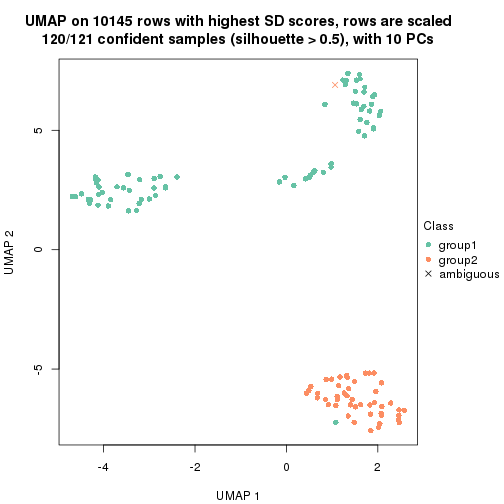 UMAP on 10145 rows with highest SD scores, rows are scaled
120/121 confident samples (silhouette > 0.5), with 10 PCs
5
0
-5
UMAP 2
-4
-2
0
2
UMAP 1
Class
group1
group2
ambiguous